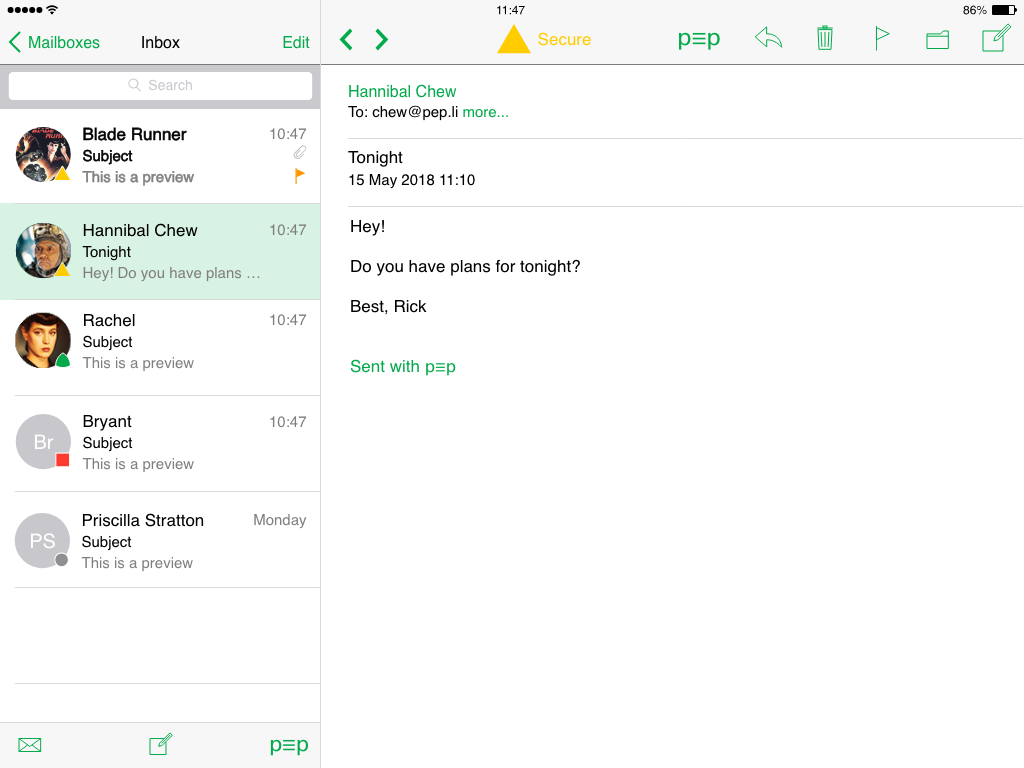 11:47
86%
Mailboxes
Inbox
Edit
Secure
p≡p
Search
Blade Runner
10:47
Subject
This is a preview
Hannibal Chew
10:47
Tonight
Hey! Do you have plans …
Rachel
10:47
Subject
This is a preview
Br
Bryant
10:47
Subject
This is a preview
PS
Priscilla Stratton
Monday
Subject
This is a preview
p≡p
Hannibal Chew
To: chew@pep.li more...
Tonight
15 May 2018 11:10
Hey!
Do you have plans for tonight?
Best, Rick
Sent with p≡p